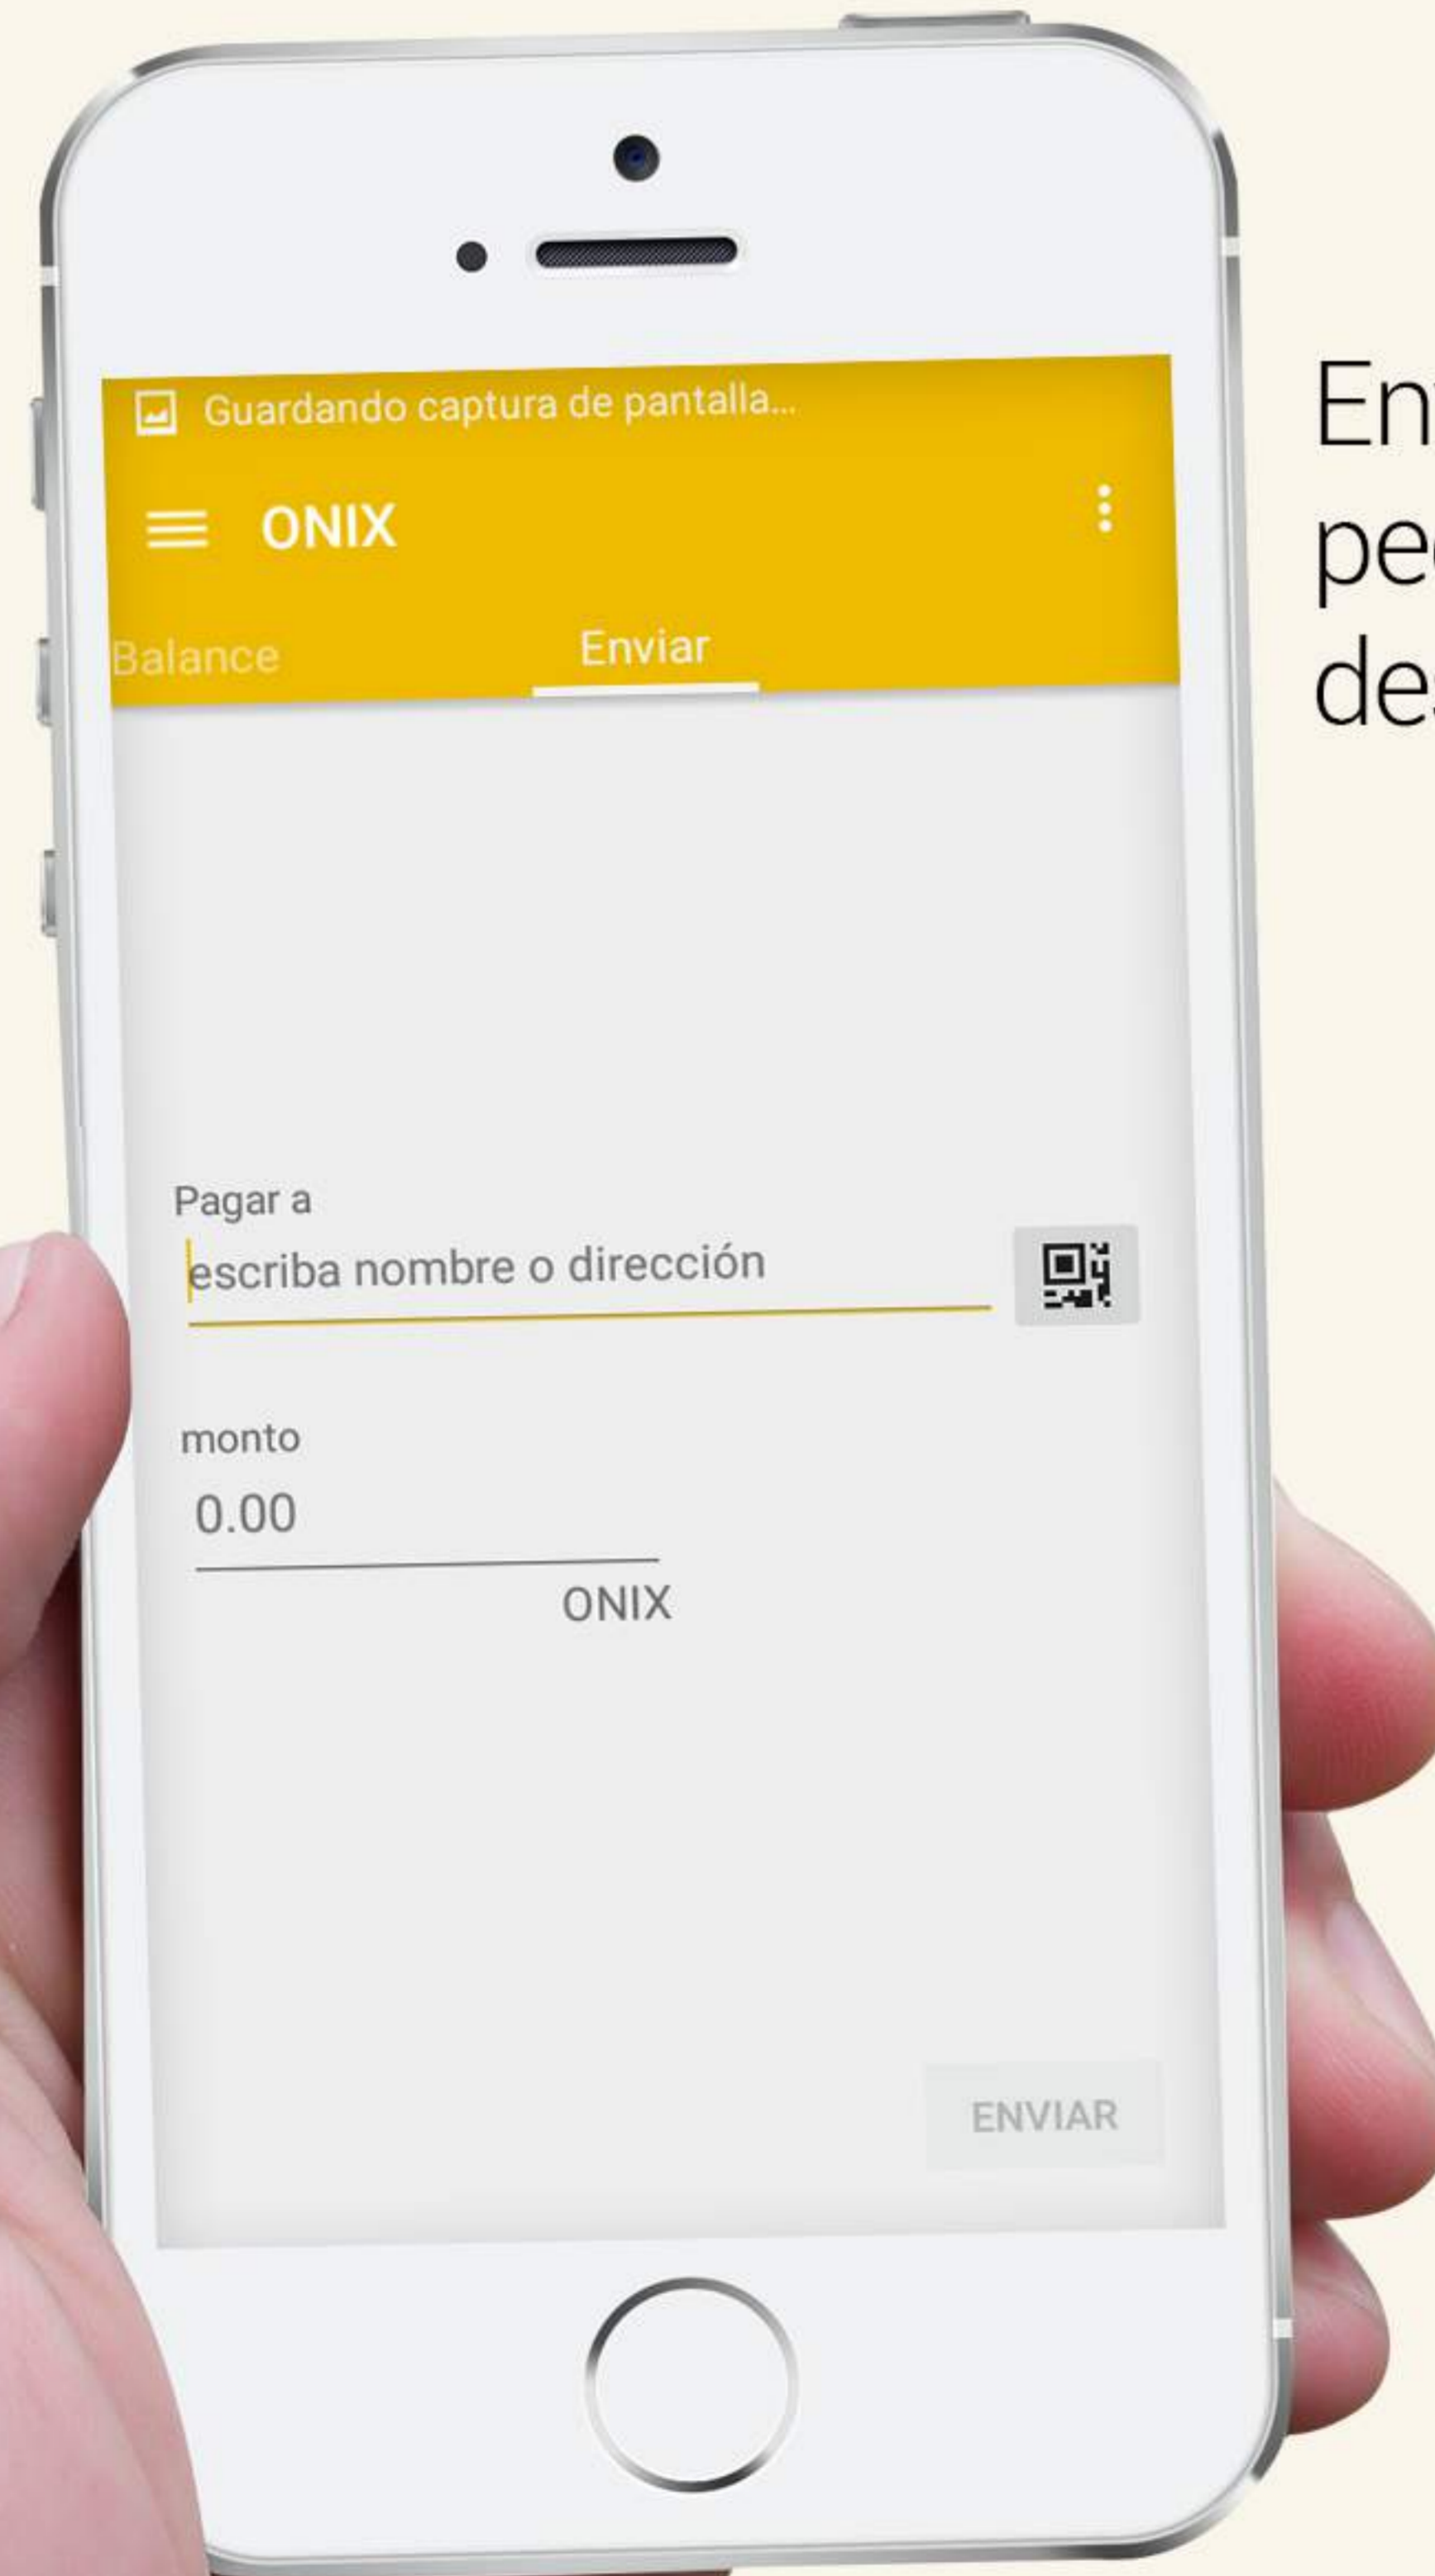 Guardando captura de pantalla...
ONIX
Balance
Enviar
Pagar a
escriba nombre o dirección
monto
0.00
ONIX
ENVIAR